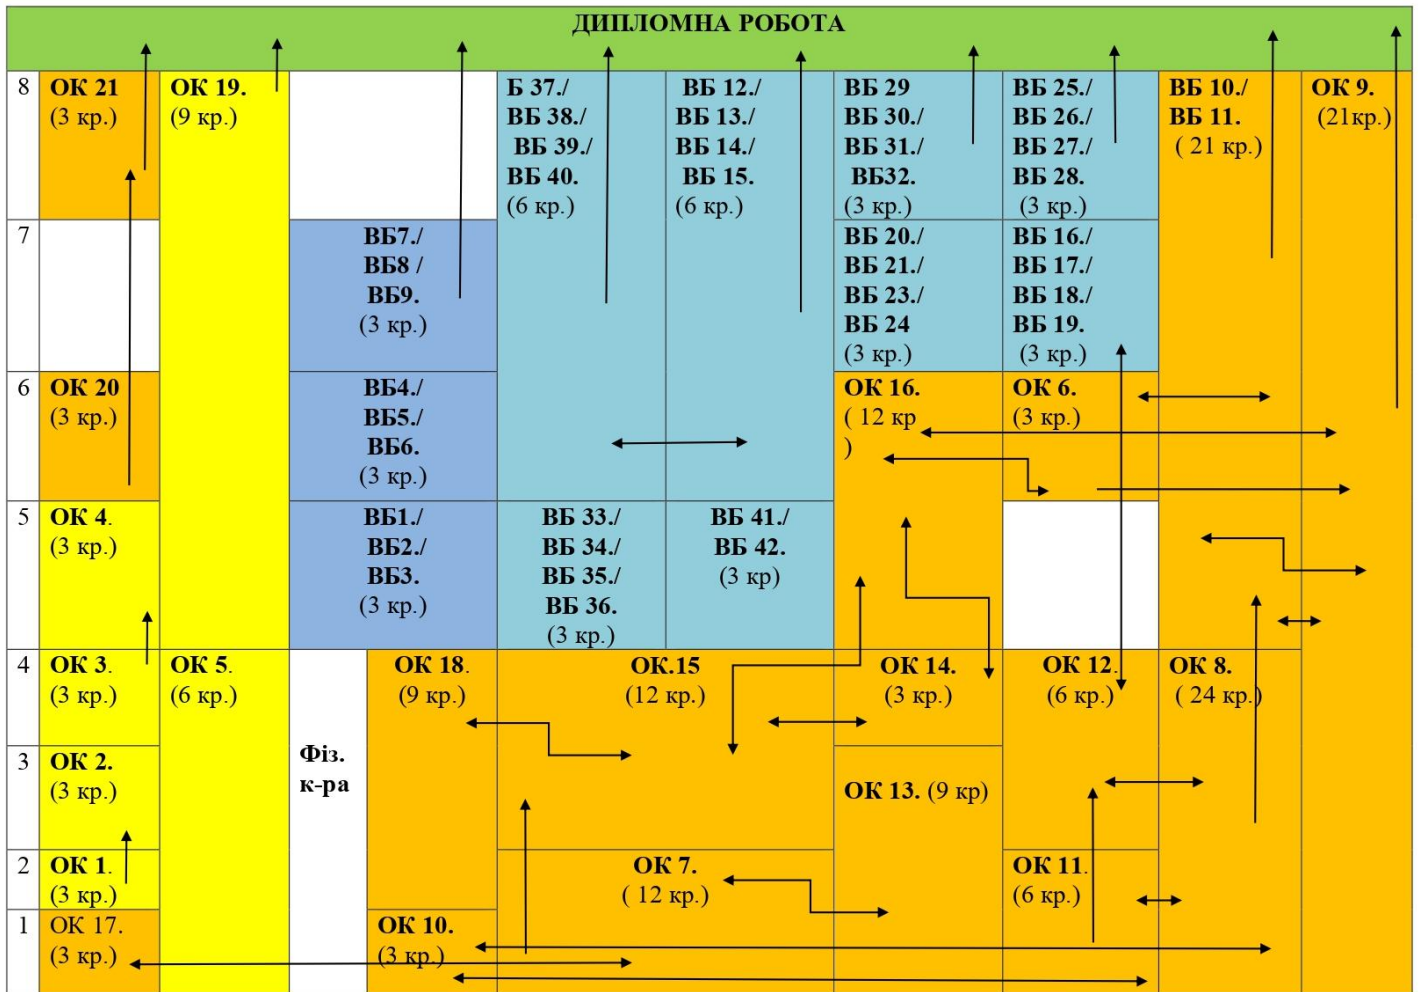 ДИПЛОМНА РОБОТА
8
ОК 21
(3 кр.)
ОК 19.
(9 кр.)
Б 37./
ВБ 38./
ВБ 39./
ВБ 40.
(6 кр.)
ВБ 12./
ВБ 13./
ВБ 14./
ВБ 15.
(6 кр.)
ВБ 29
ВБ 30./
ВБ 31./
ВБ32.
(3 кр.)
ВБ 25./
ВБ 26./
ВБ 27./
ВБ 28.
(3 кр.)
ВБ 10./
ВБ 11.
( 21 кр.)
ОК 9.
(21кр.)
7
ВБ7./
ВБ8 /
ВБ9.
(3 кр.)
ВБ 20./
ВБ 21./
ВБ 23./
ВБ 24
(3 кр.)
ВБ 16./
ВБ 17./
ВБ 18./
ВБ 19.
(3 кр.)
6
ОК 20
(3 кр.)
ВБ4./
ВБ5./
ВБ6.
(3 кр.)
ОК 16.
( 12 кр
)
ОК 6.
(3 кр.)
5
ОК 4.
(3 кр.)
ВБ1./
ВБ2./
ВБ3.
(3 кр.)
ВБ 33./
ВБ 34./
ВБ 35./
ВБ 36.
(3 кр.)
ВБ 41./
ВБ 42.
(3 кр)
4
ОК 3.
(3 кр.)
ОК 5.
(6 кр.)
Фіз.
к-ра
ОК 18.
(9 кр.)
ОК.15
(12 кр.)
ОК 14.
(3 кр.)
ОК 12.
(6 кр.)
ОК 8.
( 24 кр.)
3
ОК 2.
(3 кр.)
ОК 13. (9 кр)
2
ОК 1.
(3 кр.)
ОК 7.
( 12 кр.)
ОК 11.
(6 кр.)
1
ОК 17.
(3 кр.)
ОК 10.
(3 кр.)